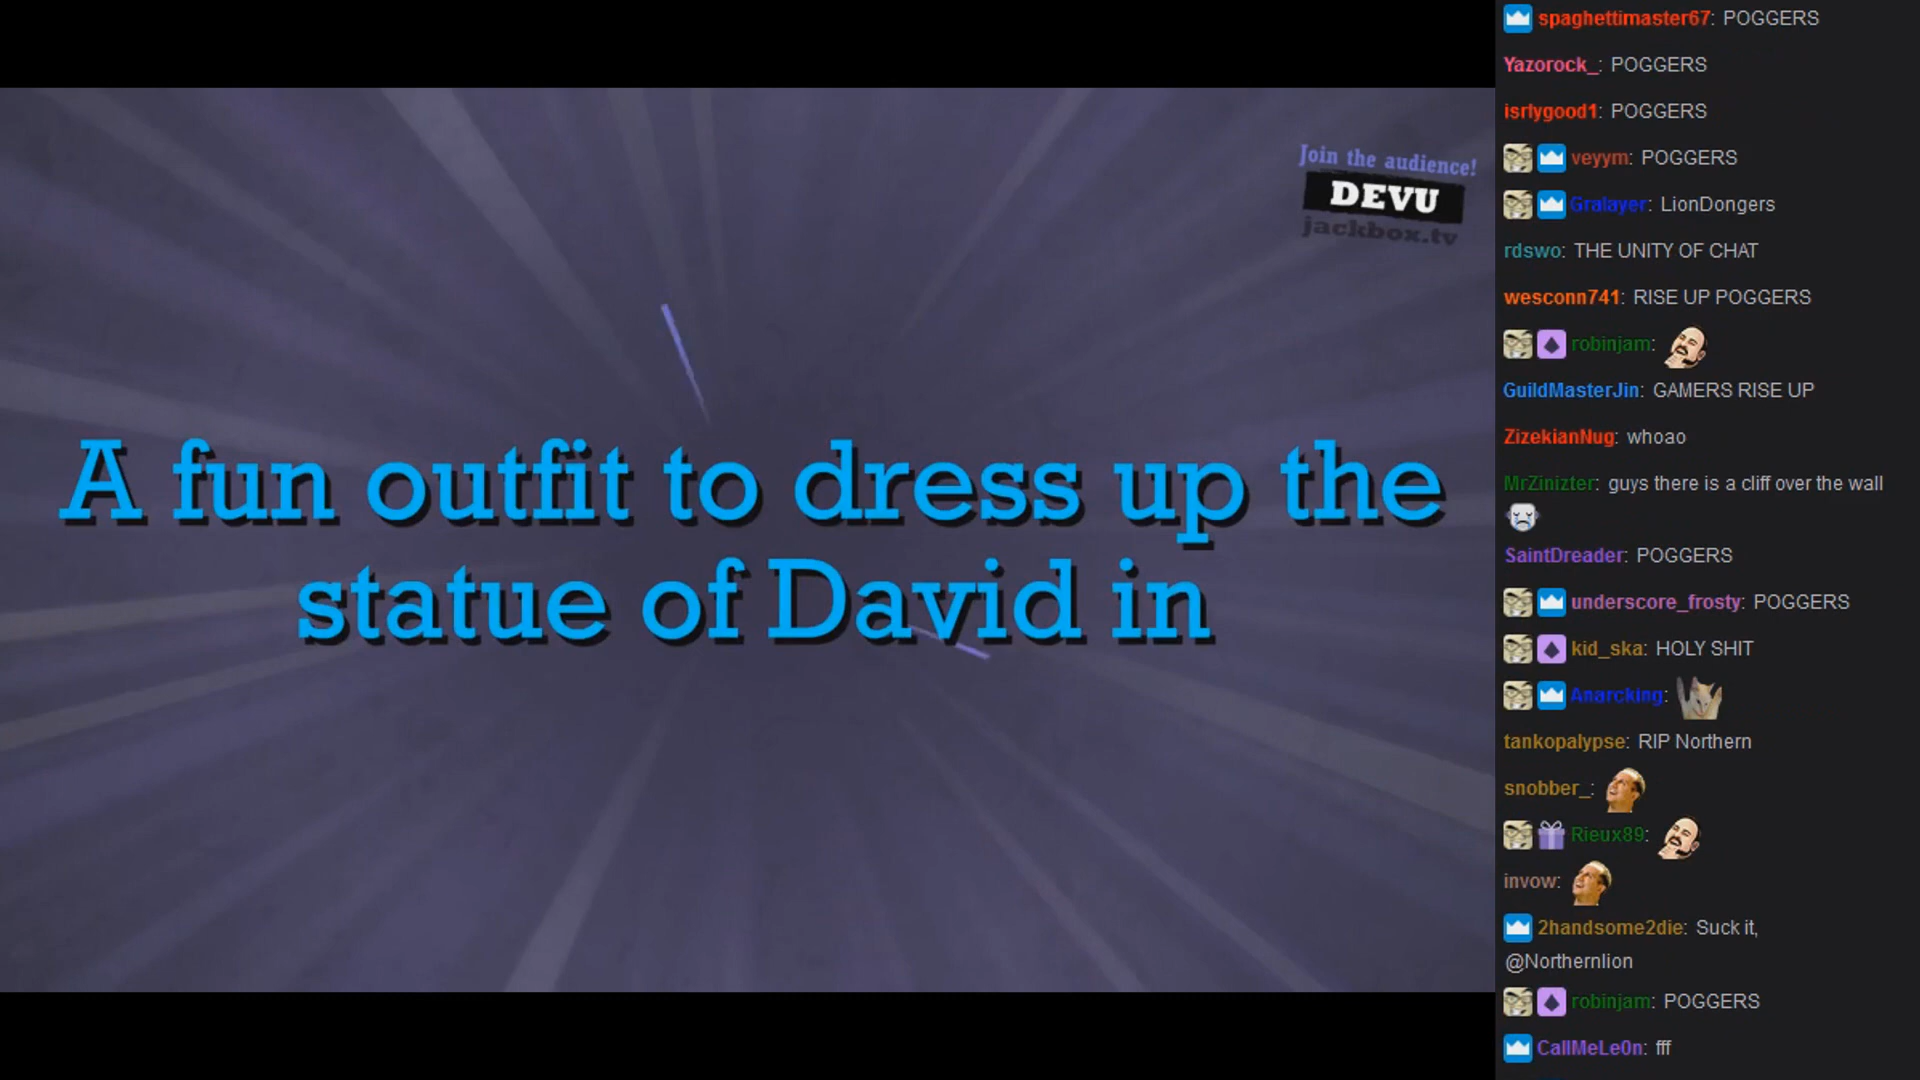 Join the audience!
DEVU
jackbox.tv
A fun outfit to dress up the
statue of David in
spaghettimaster67: POGGERS
Yazorock_: POGGERS
isrlygood1: POGGERS
veyym: POGGERS
Gralayer: LionDongers
rdswo: THE UNITY OF CHAT
wesconn741: RISE UP POGGERS
robinjam:
GuildMasterJin: GAMERS RISE UP
ZizekianNug: whoao
MrZinizter: guys there is a cliff over the wall
SaintDreader: POGGERS
underscore_frosty: POGGERS
kid_ska: HOLY SHIT
Anarcking:
tankopalypse: RIP Northern
snobber_:
Rieux89:
invow:
2handsome2die: Suck it,
@Northernlion
robinjam: POGGERS
CallMeLe0n: fff